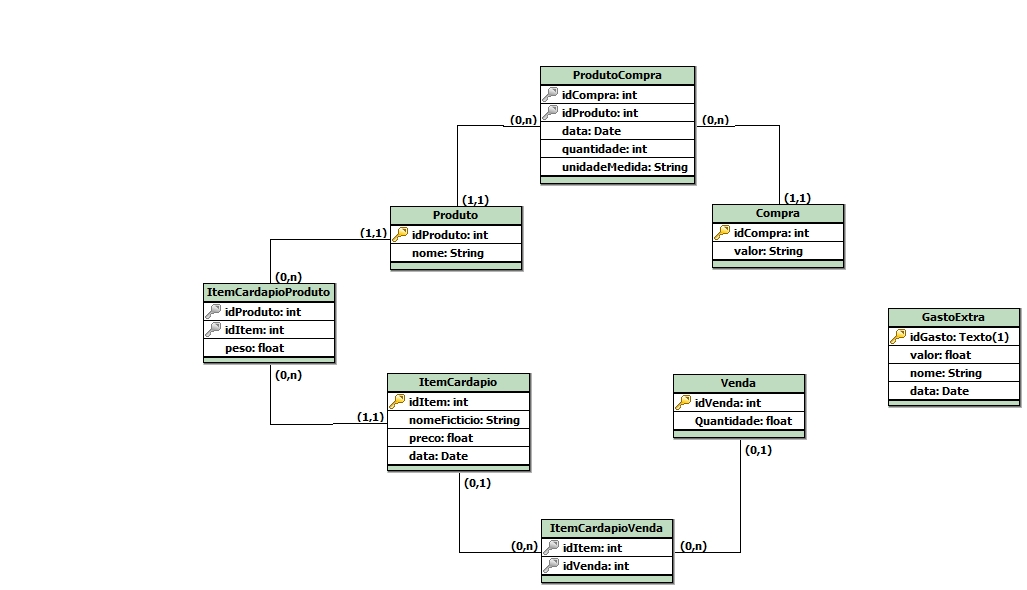 ProdutoCompra
idCompra: int
idProduto: int
data: Date
quantidade: int
unidadeMedida: String
(0,n)
(0,n)
(1,1)
(1,1)
Produto
idProduto: int
nome: String
Compra
idCompra: int
valor: String
(1,1)
(0,n)
ItemCardapioProduto
idProduto: int
idItem: int
peso: float
(0,n)
(1,1)
GastoExtra
idGasto: Texto(1)
valor: float
nome: String
data: Date
ItemCardapio
idItem: int
nomeFicticio: String
preco: float
data: Date
(0,1)
Venda
idVenda: int
Quantidade: float
(0,1)
(0,n)
(0,n)
ItemCardapioVenda
idItem: int
idVenda: int